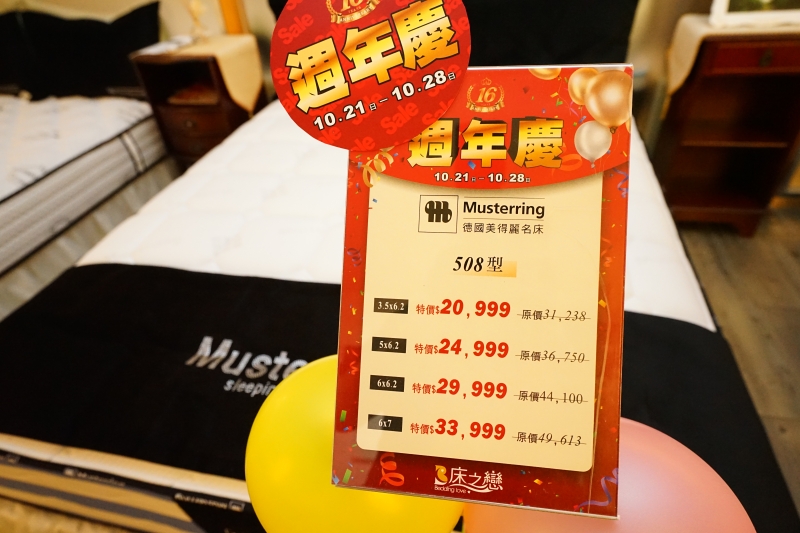 16
Sale
週年慶
10.21日-10.28日
Sale
Sale
16
週年慶
10.21日-10.28日
Musterring
德國美得麗名床
508型
3.5x6.2 特價$20,999 原價31,238
5x6.2 特價$24,999 原價36,750
6x6.2 特價$29,999 原價44,100
6x7 特價$33,999 原價49,613
床之戀
Bedding love
Muste
sleepin